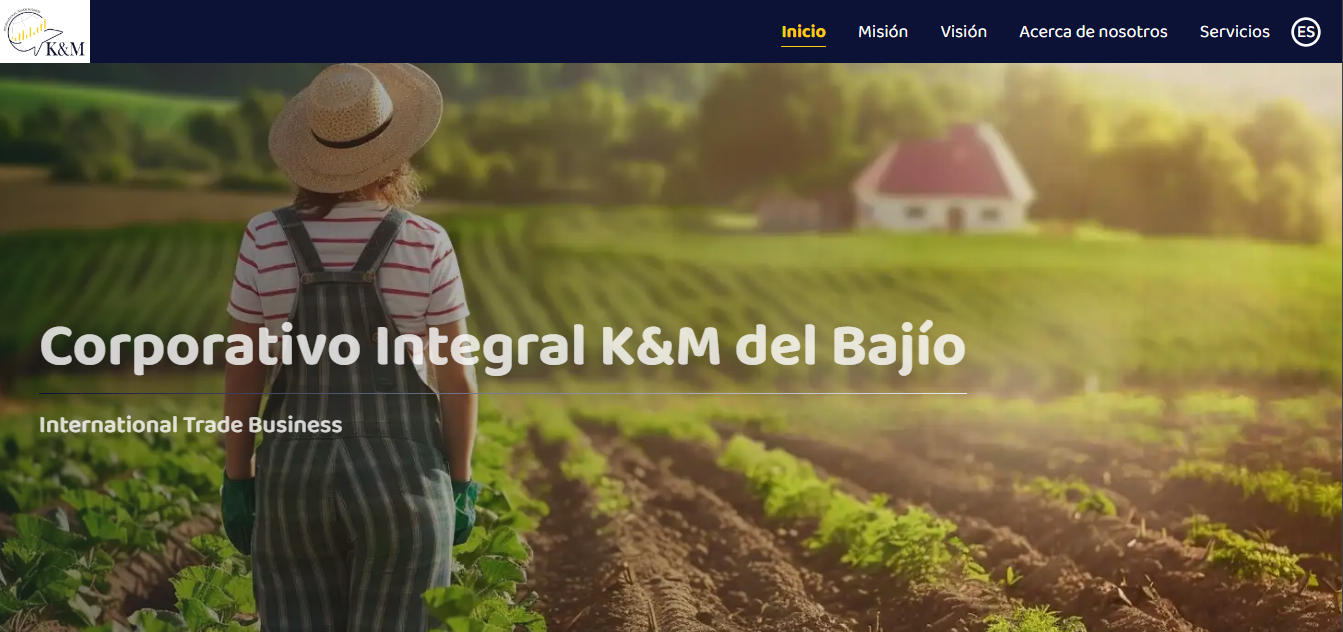 K&M
Inicio
Misión
Visión
Acerca de nosotros
Servicios
ES
Corporativo Integral K&M del Bajío
International Trade Business